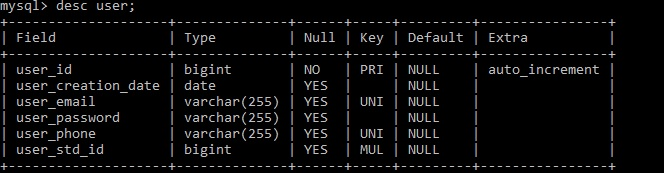 mysql> desc user;
+--------------------+--------------+------+-----+---------+----------------+
| Field              | Type         | Null | Key | Default | Extra          |
+--------------------+--------------+------+-----+---------+----------------+
| user_id            | bigint       | NO   | PRI | NULL    | auto_increment |
| user_creation_date | date         | YES  |     | NULL    |                |
| user_email         | varchar(255) | YES  | UNI | NULL    |                |
| user_password      | varchar(255) | YES  |     | NULL    |                |
| user_phone         | varchar(255) | YES  | UNI | NULL    |                |
| user_std_id        | bigint       | YES  | MUL | NULL    |                |
+--------------------+--------------+------+-----+---------+----------------+